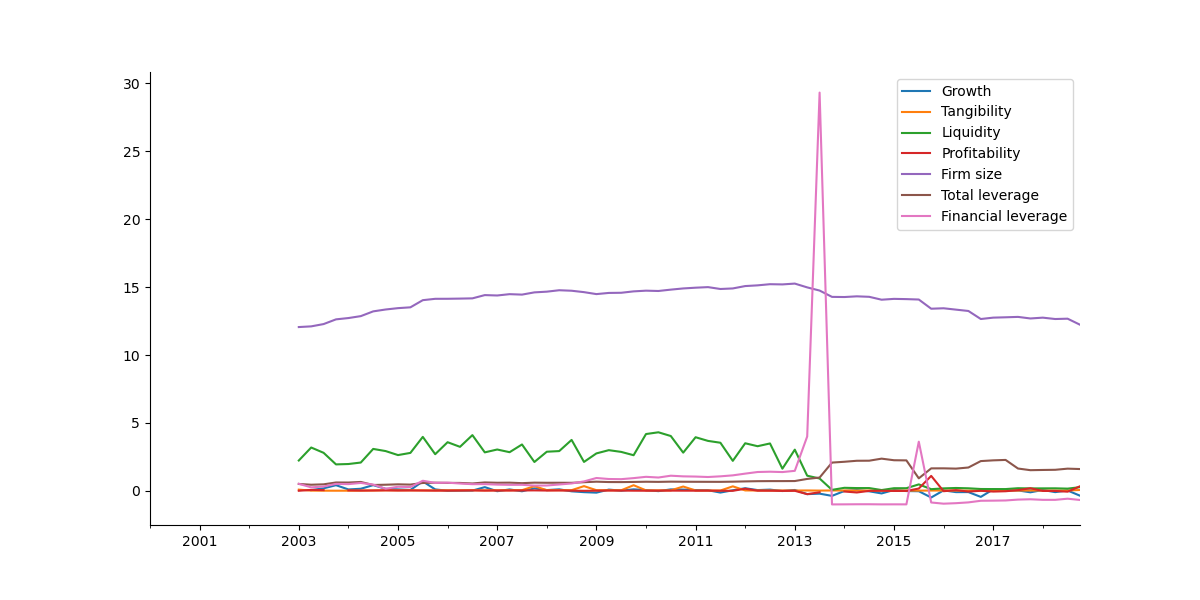 30
25
20
15
10
5
0
2001 2003 2005 2007 2009 2011 2013 2015 2017
Growth
Tangibility
Liquidity
Profitability
Firm size
Total leverage
Financial leverage